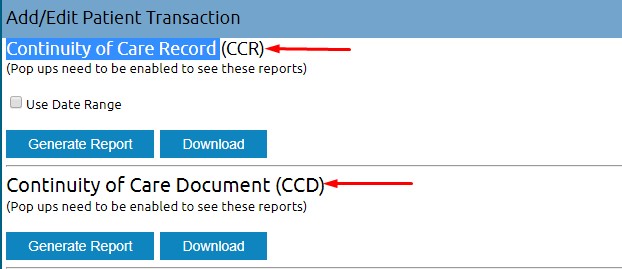 Add/Edit Patient Transaction
Continuity of Care Record (CCR)
(Pop ups need to be enabled to see these reports)
Use Date Range
Generate Report Download
Continuity of Care Document (CCD)
(Pop ups need to be enabled to see these reports)
Generate Report Download